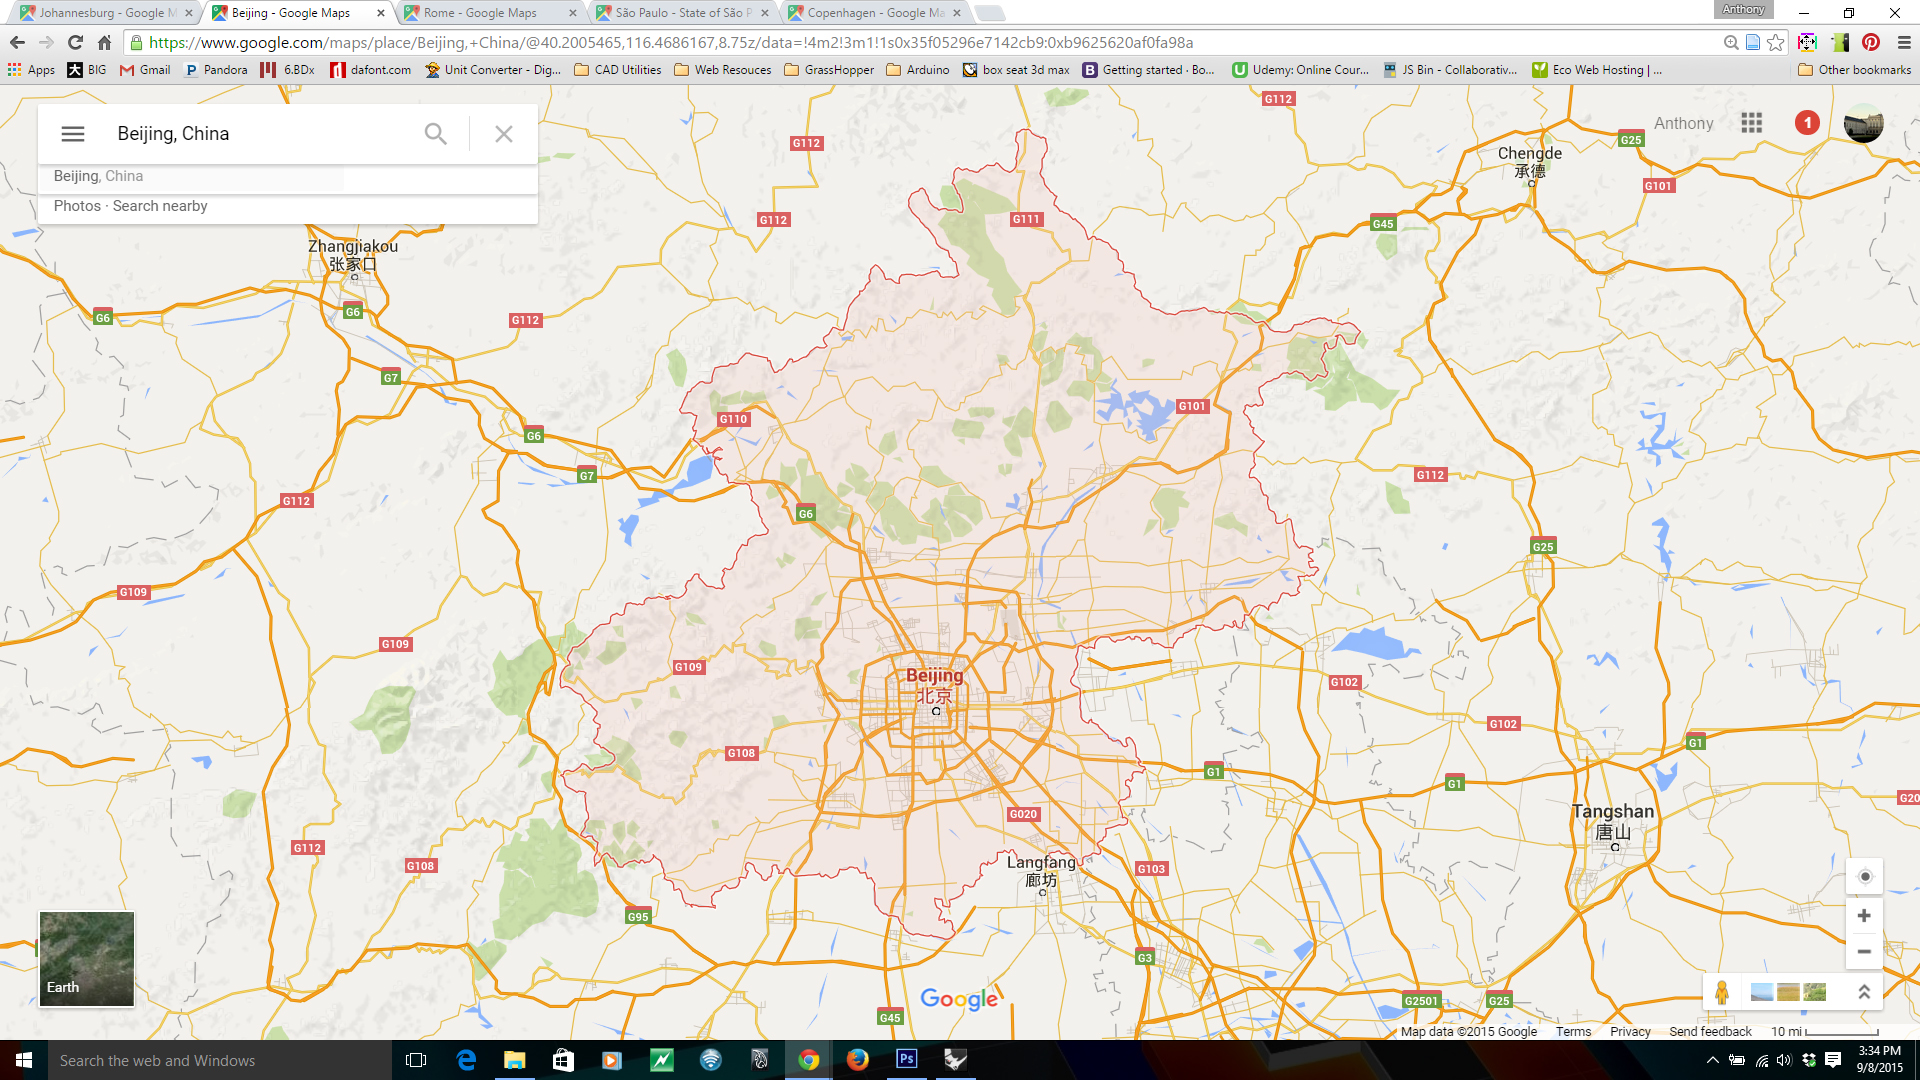 Anthony
Johannesburg - Google M
Beijing - Google Maps
Rome - Google Maps
São Paulo - State of São P
Copenhagen - Google Ma
https://www.google.com/maps/place/Beijing,+China/@40.2005465,116.4686167,8.75z/data=!4m2!3m1!1s0x35f05296e7142cb9:0xb9625620af0fa98a
Apps
BIG
Gmail
Pandora
6.BDx
dafont.com
Unit Converter - Dig...
CAD Utilities
Web Resouces
GrassHopper
Arduino
box seat 3d max
Getting started · Bo...
Udemy: Online Cour...
JS Bin - Collaborativ...
Eco Web Hosting | ...
Other bookmarks
Beijing, China
Anthony
1
Beijing, China
Photos · Search nearby
G112
G112
G25
Chengde
承德
G101
G112
G111
G45
Zhangjiakou
张家口
G6
G6
G112
G7
G110
G101
G6
G7
G112
G112
G6
G25
G109
G109
G109
Beijing
北京
G102
G102
G108
G1
G1
G1
G020
Tangshan
唐山
G20
G112
G108
Langfang
廊坊
G103
G95
G3
Earth
Google
G45
G2501
G25
Map data ©2015 Google
Terms
Privacy
Send feedback
10 mi
Search the web and Windows
Ps
3:34 PM
9/8/2015